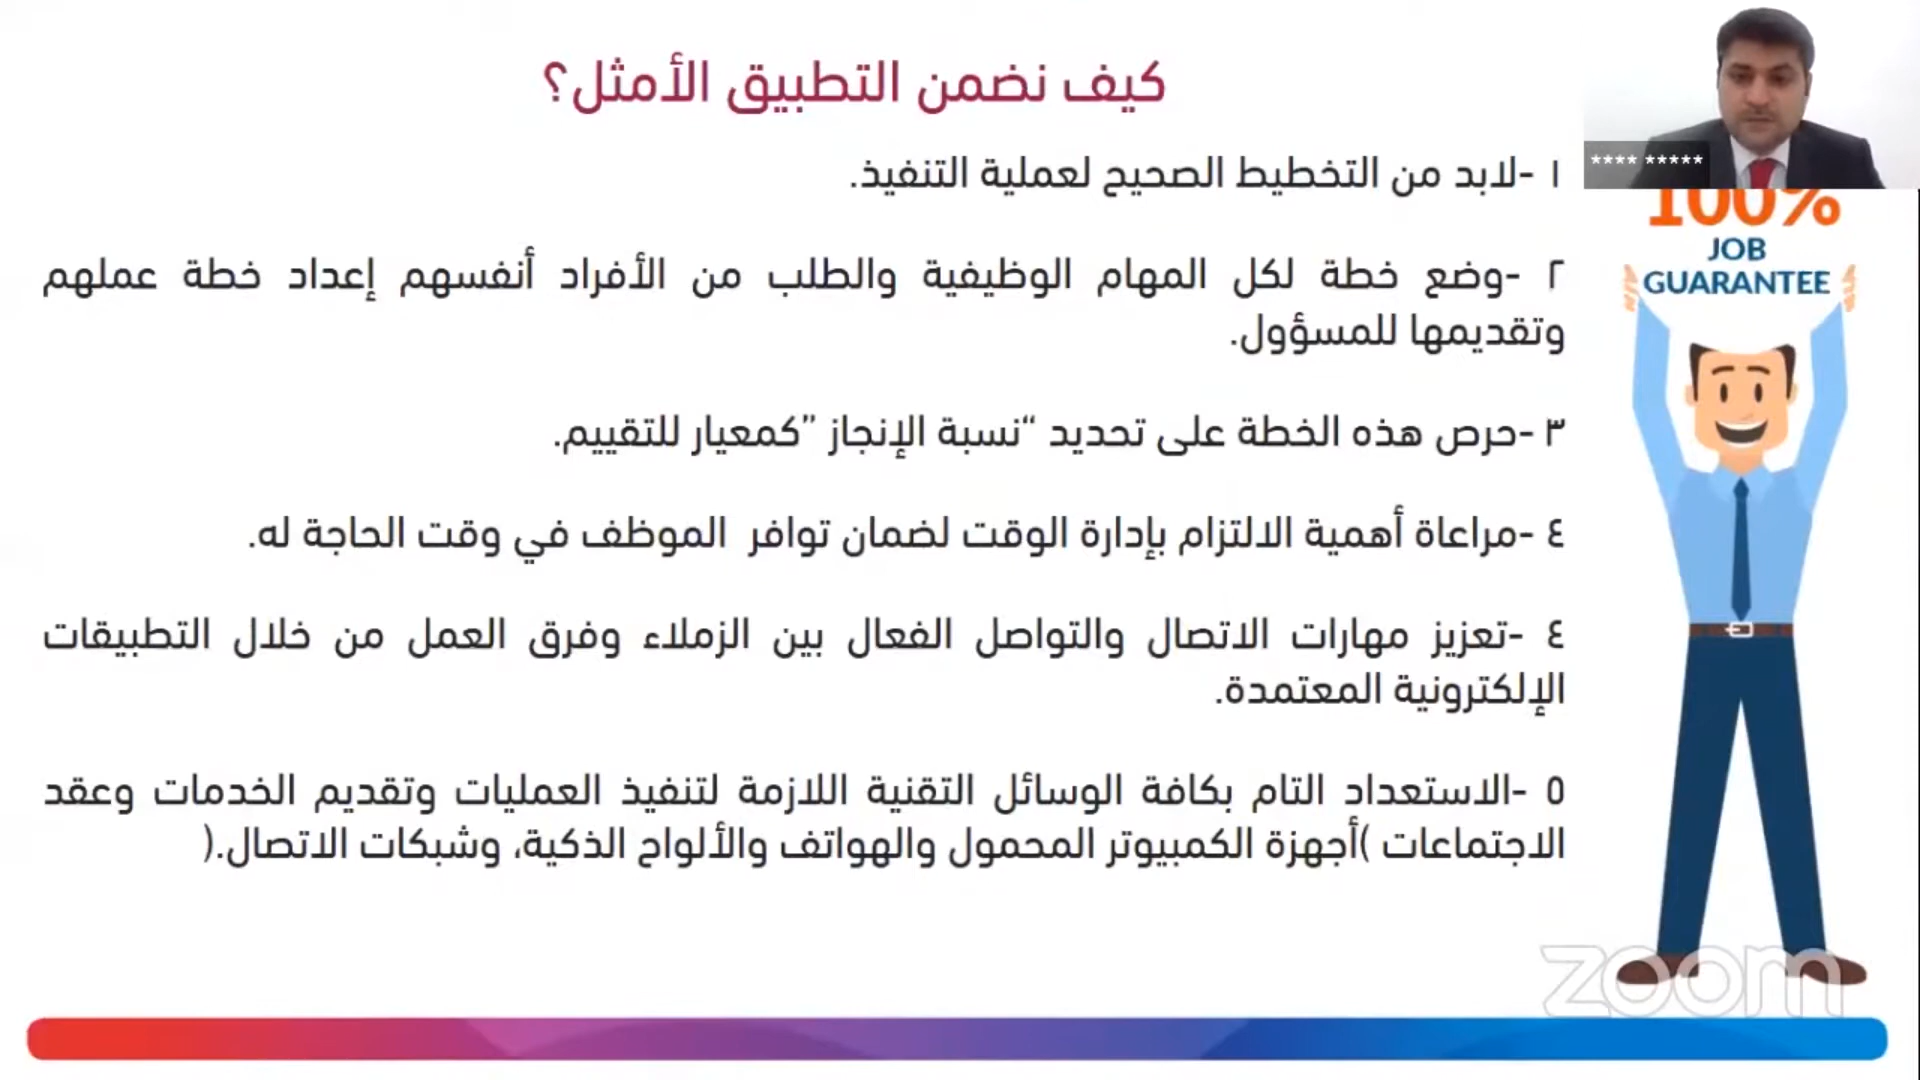 كيف نضمن التطبيق الأمثل؟
١ -لابد من التخطيط الصحيح لعملية التنفيذ.
٢ -وضع خطة لكل المهام الوظيفية والطلب من الأفراد أنفسهم إعداد خطة عملهم
وتقديمها للمسؤول.
٣ -حرص هذه الخطة على تحديد “نسبة الإنجاز ”كمعيار للتقييم.
٤ -مراعاة أهمية الالتزام بإدارة الوقت لضمان توافر الموظف في وقت الحاجة له.
٤ -تعزيز مهارات الاتصال والتواصل الفعال بين الزملاء وفرق العمل من خلال التطبيقات
الإلكترونية المعتمدة.
٥ -الاستعداد التام بكافة الوسائل التقنية اللازمة لتنفيذ العمليات وتقديم الخدمات وعقد
الاجتماعات )أجهزة الكمبيوتر المحمول والهواتف والألواح الذكية، وشبكات الاتصال.(
**** *****
100%
JOB
GUARANTEE
zoom